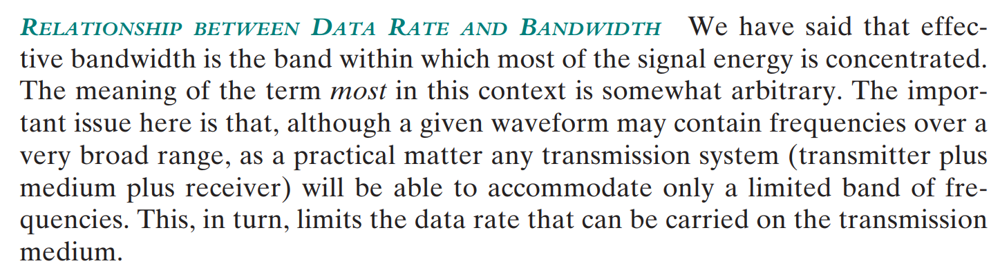 RELATIONSHIP BETWEEN DATA RATE AND BANDWIDTH We have said that effec-
tive bandwidth is the band within which most of the signal energy is concentrated.
The meaning of the term most in this context is somewhat arbitrary. The impor-
tant issue here is that, although a given waveform may contain frequencies over a
very broad range, as a practical matter any transmission system (transmitter plus
medium plus receiver) will be able to accommodate only a limited band of fre-
quencies. This, in turn, limits the data rate that can be carried on the transmission
medium.